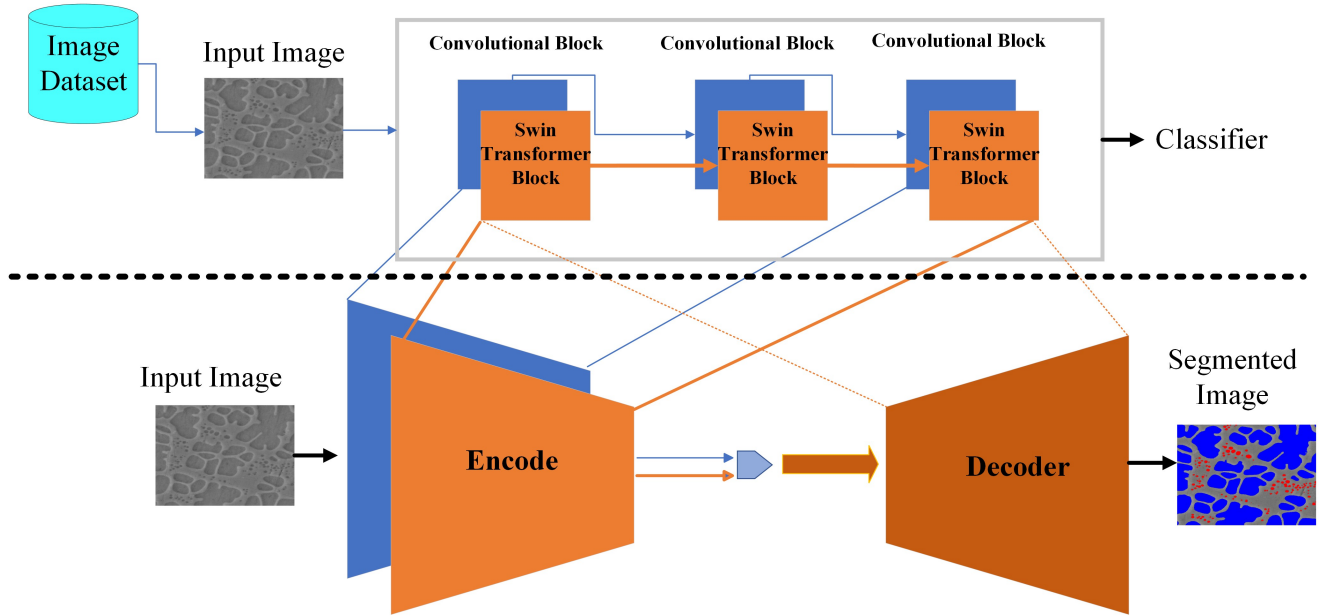 Image
Dataset
Input Image
Convolutional Block
Convolutional Block
Convolutional Block
Swin
Transformer
Block
Swin
Transformer
Block
Swin
Transformer
Block
Classifier
Input Image
Encode
Decoder
Segmented
Image